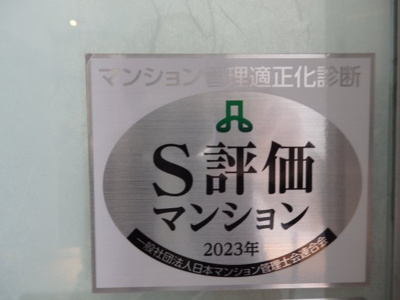 マンション管理適正化診断
S評価
マンション
2023年
一般社団法人日本マンション管理士会連合会